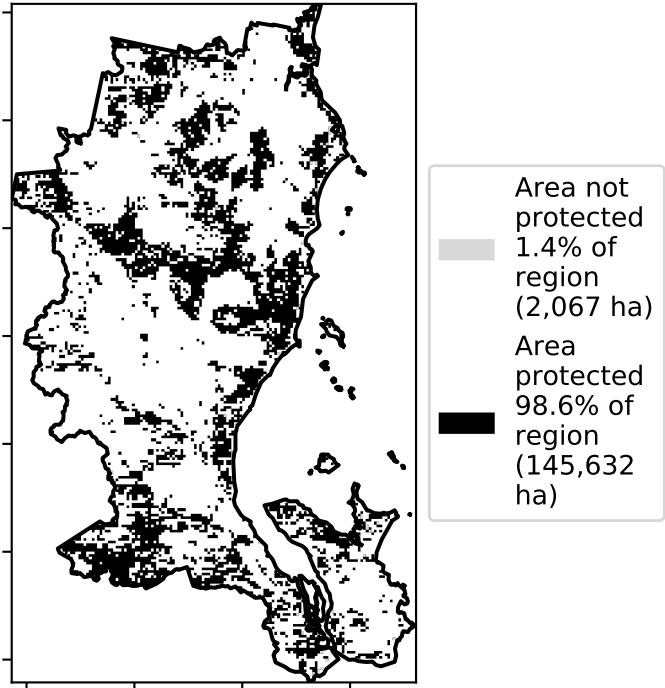 Area not
protected
1.4% of
region
(2,067 ha)
Area
protected
98.6% of
region
(145,632
ha)